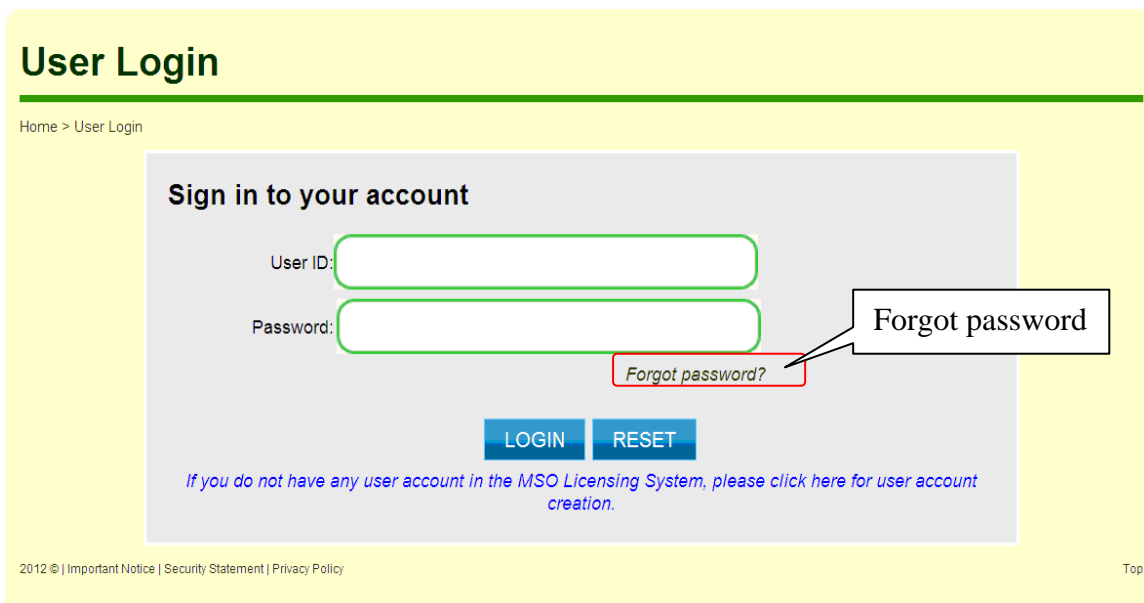 User Login
Home > User Login
Sign in to your account
User ID:
Password:
Forgot password
Forgot password?
LOGIN RESET
If you do not have any user account in the MSO Licensing System, please click here for user account
creation.
2012 © | Important Notice | Security Statement | Privacy Policy Top